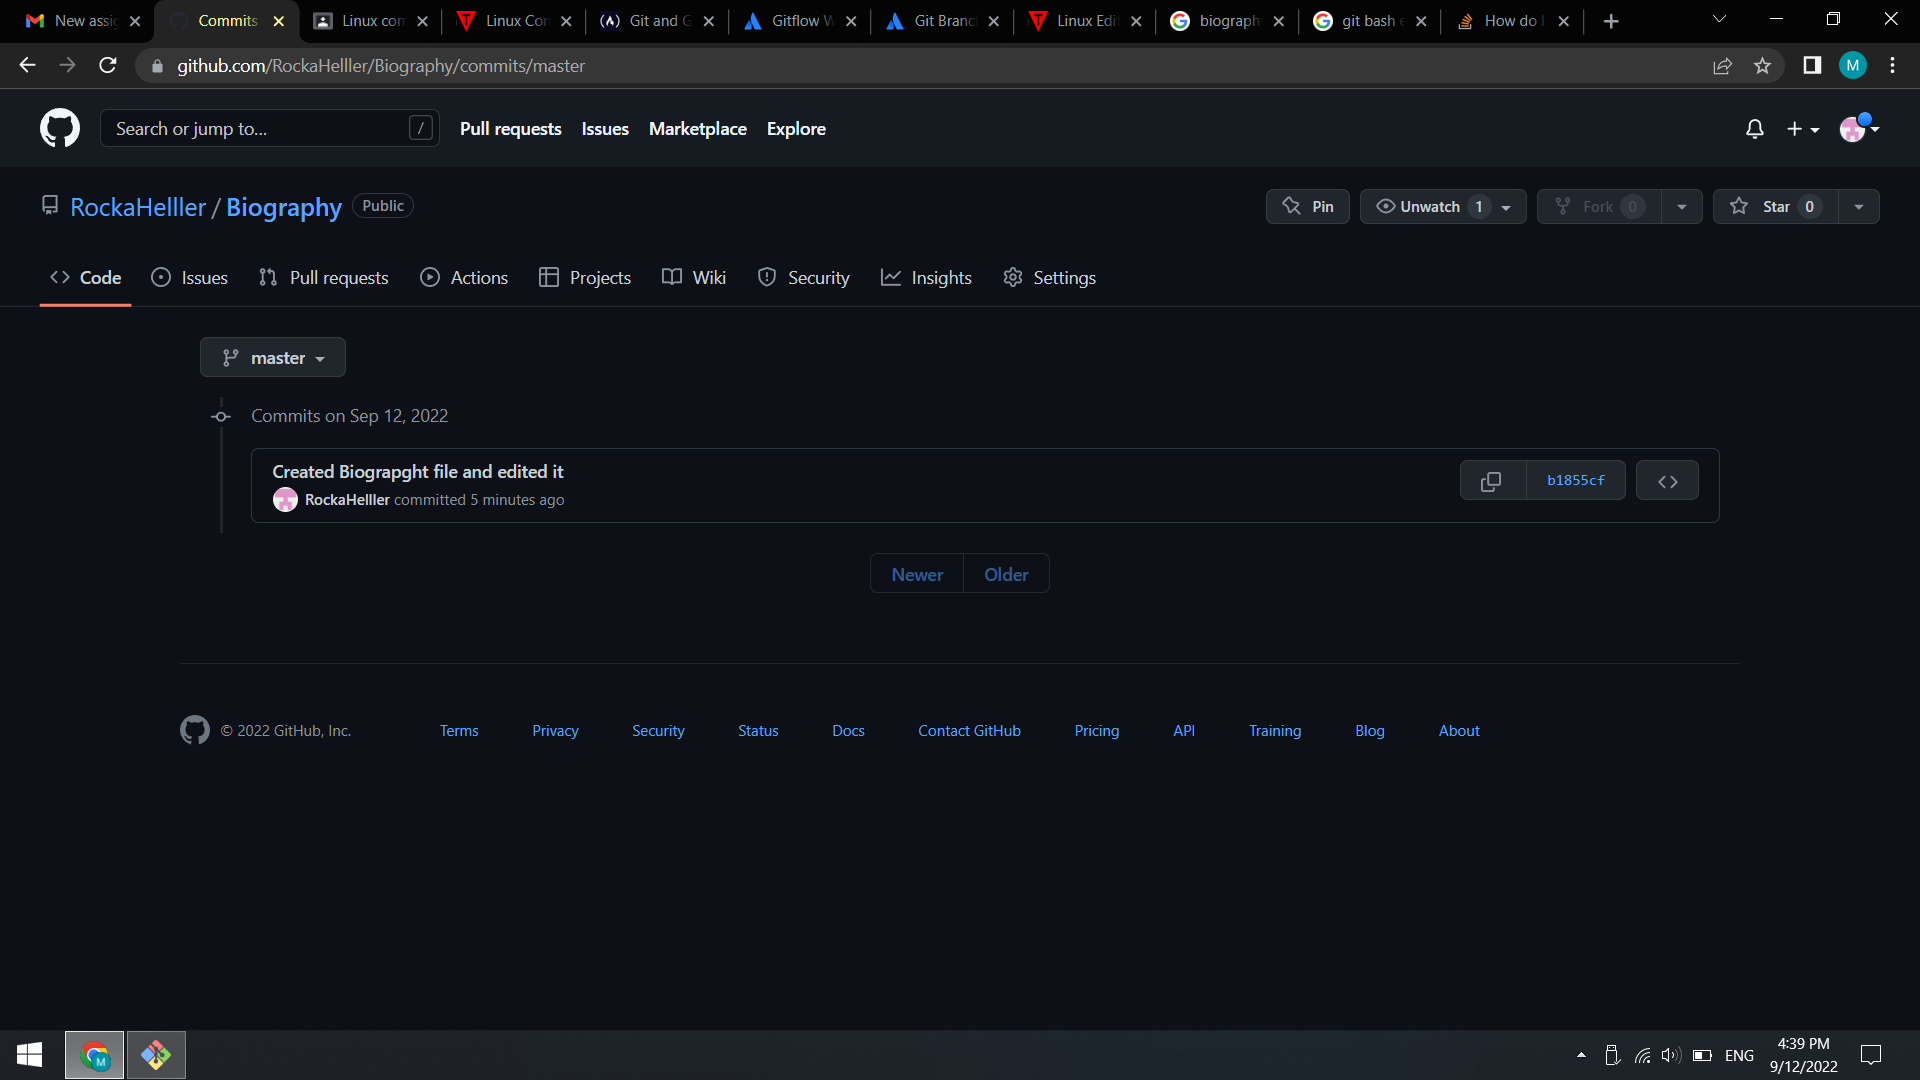 New assig
Commits
Linux com
Linux Con
Git and G
Gitflow W
Git Branc
Linux Edit
biography
git bash e
How do I
github.com/RockaHelller/Biography/commits/master
M
Search or jump to...
/
Pull requests
Issues
Marketplace
Explore
RockaHelller / Biography
Public
Pin
Unwatch 1
Fork 0
Star 0
Code
Issues
Pull requests
Actions
Projects
Wiki
Security
Insights
Settings
master
Commits on Sep 12, 2022
Created Biograpght file and edited it
b1855cf
RockaHelller committed 5 minutes ago
Newer
Older
© 2022 GitHub, Inc.
Terms
Privacy
Security
Status
Docs
Contact GitHub
Pricing
API
Training
Blog
About
M
ENG
4:39 PM
9/12/2022